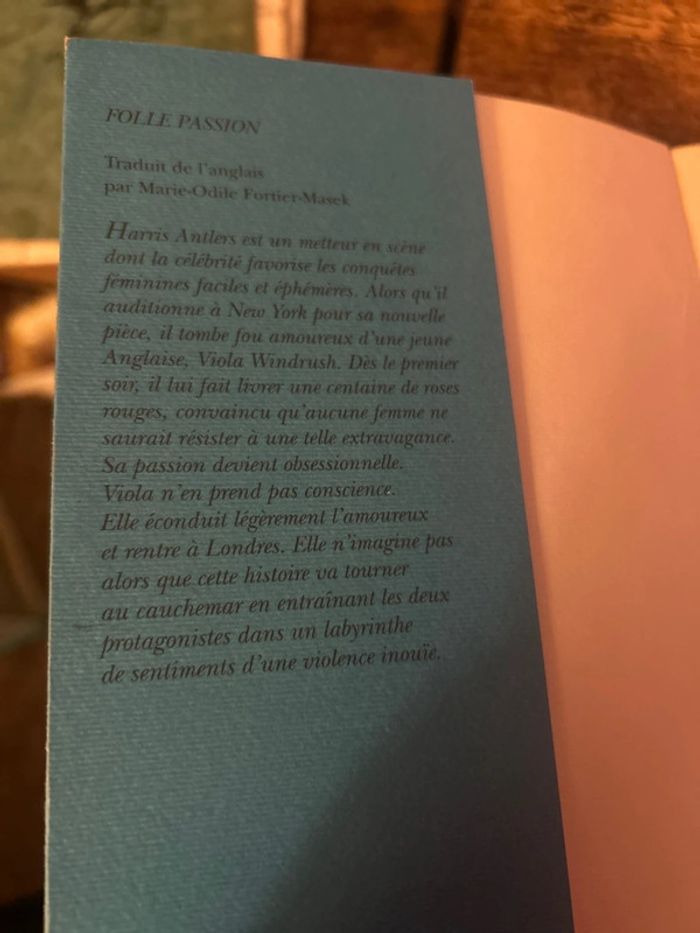 FOLLE PASSION
Traduit de l'anglais
par Marie-Odile Fortier-Masek
Harris Antlers est un metteur en scène
dont la célébrité favorise les conquêtes
féminines faciles et éphémères. Alors qu'il
auditionne à New York pour sa nouvelle
pièce, il tombe fou amoureux d'une jeune
Anglaise, Viola Windrush. Dès le premier
soir, il lui fait livrer une centaine de roses
rouges, convaincu qu'aucune femme ne
saurait résister à une telle extravagance.
Sa passion devient obsessionnelle.
Viola n'en prend pas conscience.
Elle éconduit légèrement l'amoureux
et rentre à Londres. Elle n'imagine pas
alors que cette histoire va tourner
au cauchemar en entraînant les deux
protagonistes dans un labyrinthe
de sentiments d'une violence inouïe.